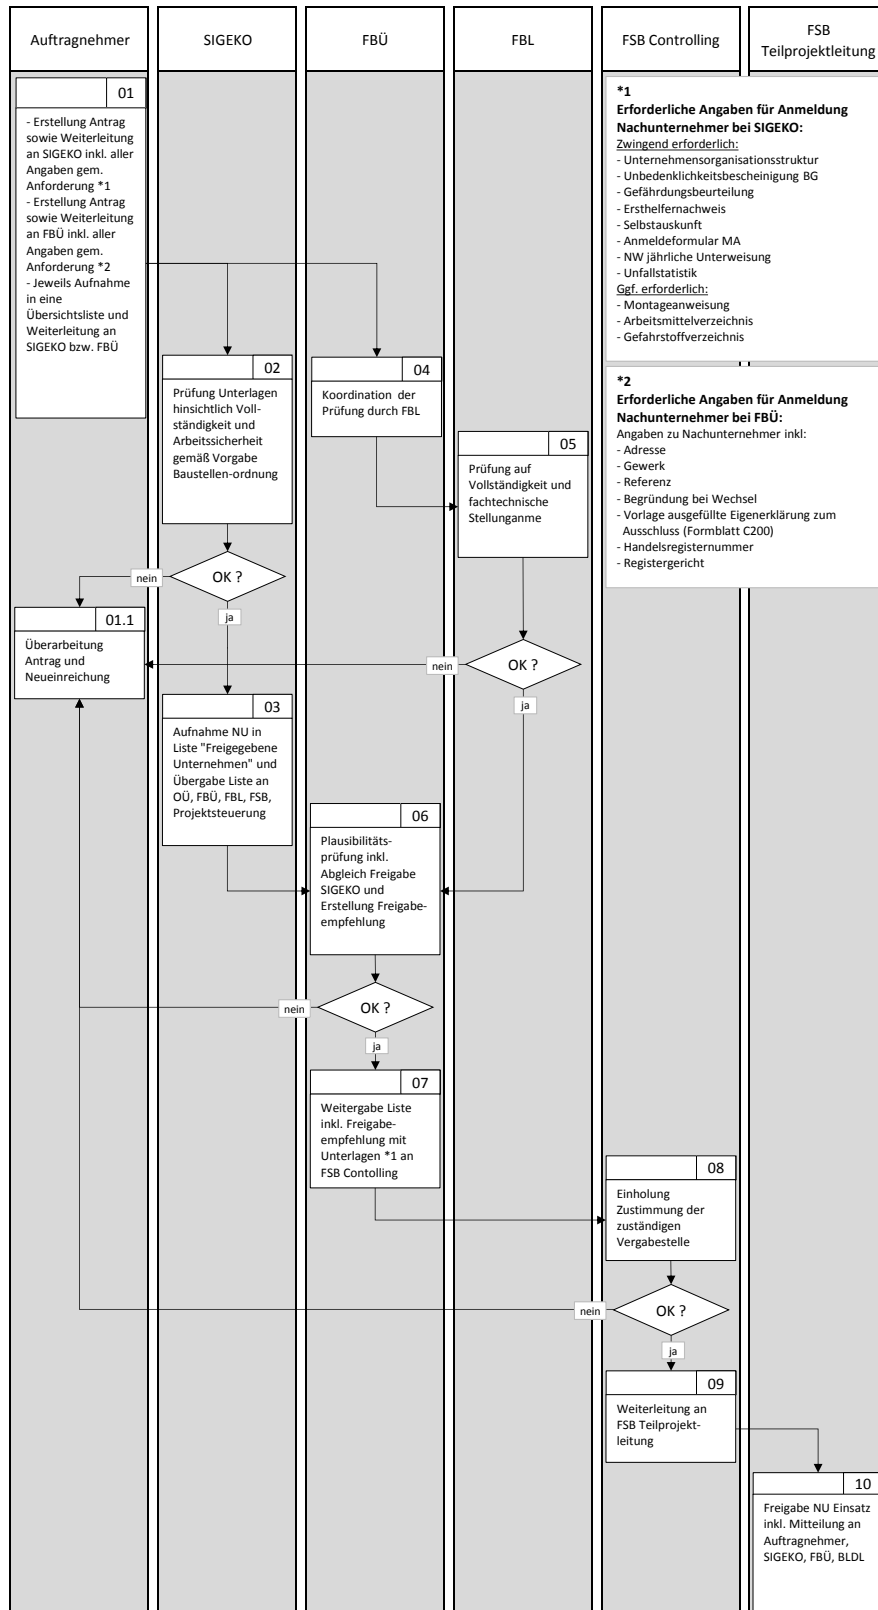 Auftragnehmer
SIGEKO
FBÜ
FBL
FSB Controlling
FSB
Teilprojektleitung
01
- Erstellung Antrag
sowie Weiterleitung
an SIGEKO inkl. aller
Angaben gem.
Anforderung *1
- Erstellung Antrag
sowie Weiterleitung
an FBÜ inkl. aller
Angaben gem.
Anforderung *2
- Jeweils Aufnahme
in eine
Übersichtsliste und
Weiterleitung an
SIGEKO bzw. FBÜ
*1
Erforderliche Angaben für Anmeldung
Nachunternehmer bei SIGEKO:
Zwingend erforderlich:
- Unternehmensorganisationsstruktur
- Unbedenklichkeitsbescheinigung BG
- Gefährdungsbeurteilung
- Ersthelfernachweis
- Selbstauskunft
- Anmeldeformular MA
- NW jährliche Unterweisung
- Unfallstatistik
Ggf. erforderlich:
- Montageanweisung
- Arbeitsmittelverzeichnis
- Gefahrstoffverzeichnis
*2
Erforderliche Angaben für Anmeldung
Nachunternehmer bei FBÜ:
Angaben zu Nachunternehmer inkl:
- Adresse
- Gewerk
- Referenz
- Begründung bei Wechsel
- Vorlage ausgefüllte Eigenerklärung zum
Ausschluss (Formblatt C200)
- Handelsregisternummer
- Registergericht
02
Prüfung Unterlagen
hinsichtlich Voll-
ständigkeit und
Arbeitssicherheit
gemäß Vorgabe
Baustellen-ordnung
04
Koordination der
Prüfung durch FBL
05
Prüfung auf
Vollständigkeit und
fachtechnische
Stellunganme
OK ?
nein
ja
01.1
Überarbeitung
Antrag und
Neueinreichung
OK ?
nein
ja
03
Aufnahme NU in
Liste "Freigegebene
Unternehmen" und
Übergabe Liste an
OÜ, FBÜ, FBL, FSB,
Projektsteuerung
06
Plausibilitäts-
prüfung inkl.
Abgleich Freigabe
SIGEKO und
Erstellung Freigabe-
empfehlung
OK ?
nein
ja
07
Weitergabe Liste
inkl. Freigabe-
empfehlung mit
Unterlagen *1 an
FSB Contolling
08
Einholung
Zustimmung der
zuständigen
Vergabestelle
OK ?
nein
ja
09
Weiterleitung an
FSB Teilprojekt-
leitung
10
Freigabe NU Einsatz
inkl. Mitteilung an
Auftragnehmer,
SIGEKO, FBÜ, BLDL